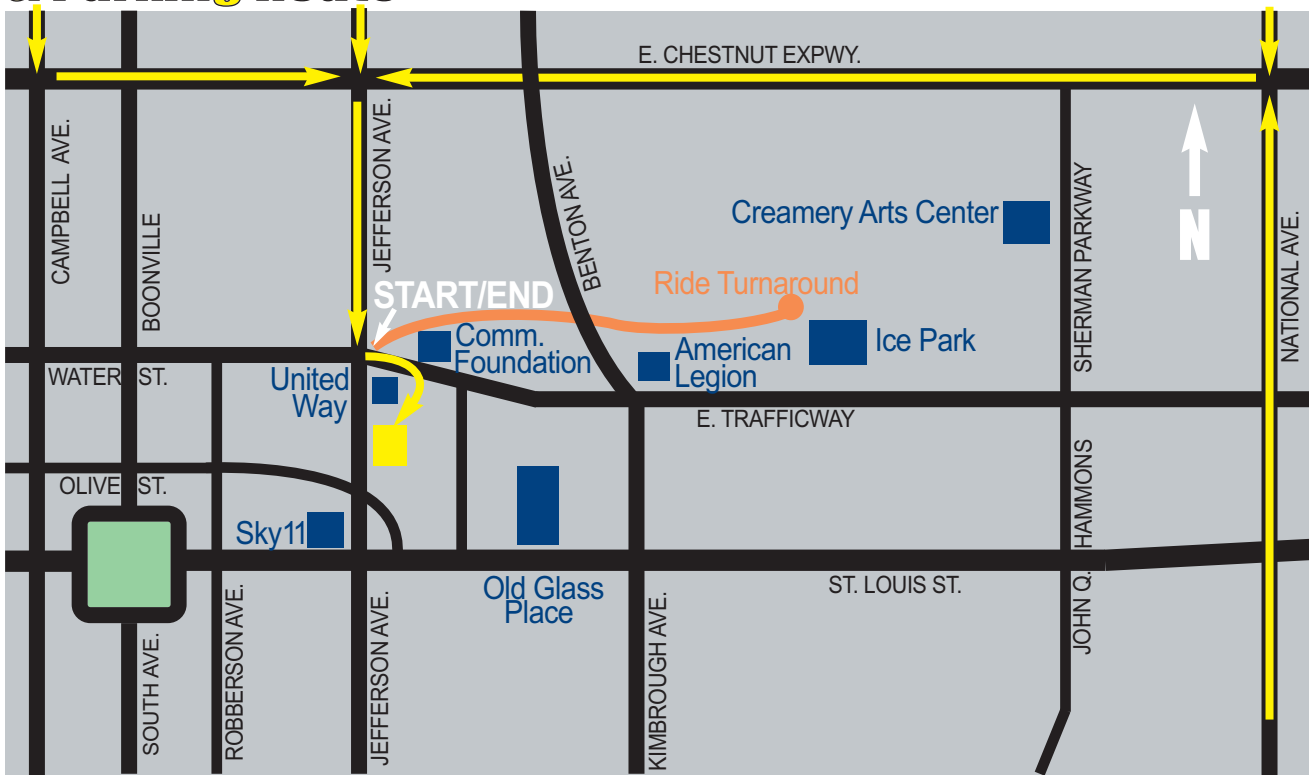 E. CHESTNUT EXPWY.
CAMPBELL AVE.
BOONVILLE
JEFFERSON AVE.
BENTON AVE.
Creamery Arts Center
SHERMAN PARKWAY
N
NATIONAL AVE.
START/END
Ride Turnaround
Comm.
Foundation
American
Legion
Ice Park
WATER ST.
United
Way
E. TRAFFICWAY
OLIVE ST.
Sky11
Old Glass
Place
ST. LOUIS ST.
JOHN Q. HAMMONS
SOUTH AVE.
ROBBERSON AVE.
JEFFERSON AVE.
KIMBROUGH AVE.